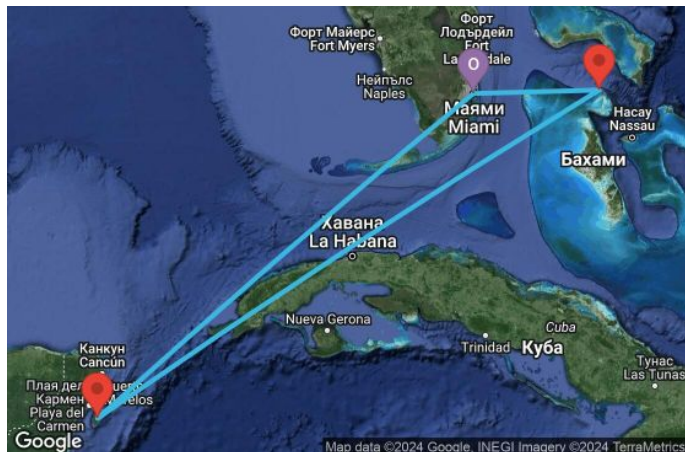 Форт Майерс
Fort Myers
Форт
Лодърдейл
Fort
La
dale
Нейпълс
Naples
Маями
Miami
Насау
Nassau
Бахами
Хавана
La Habana
Nueva Gerona
Cuba
Trinidad
Куба
Тунас
Las Tunas
Канкун
Cancún
Плая дел
Кармен
Playa del
Carmen
O
Google
Map data ©2024 Google, INEGI Imagery ©2024 TerraMetrics